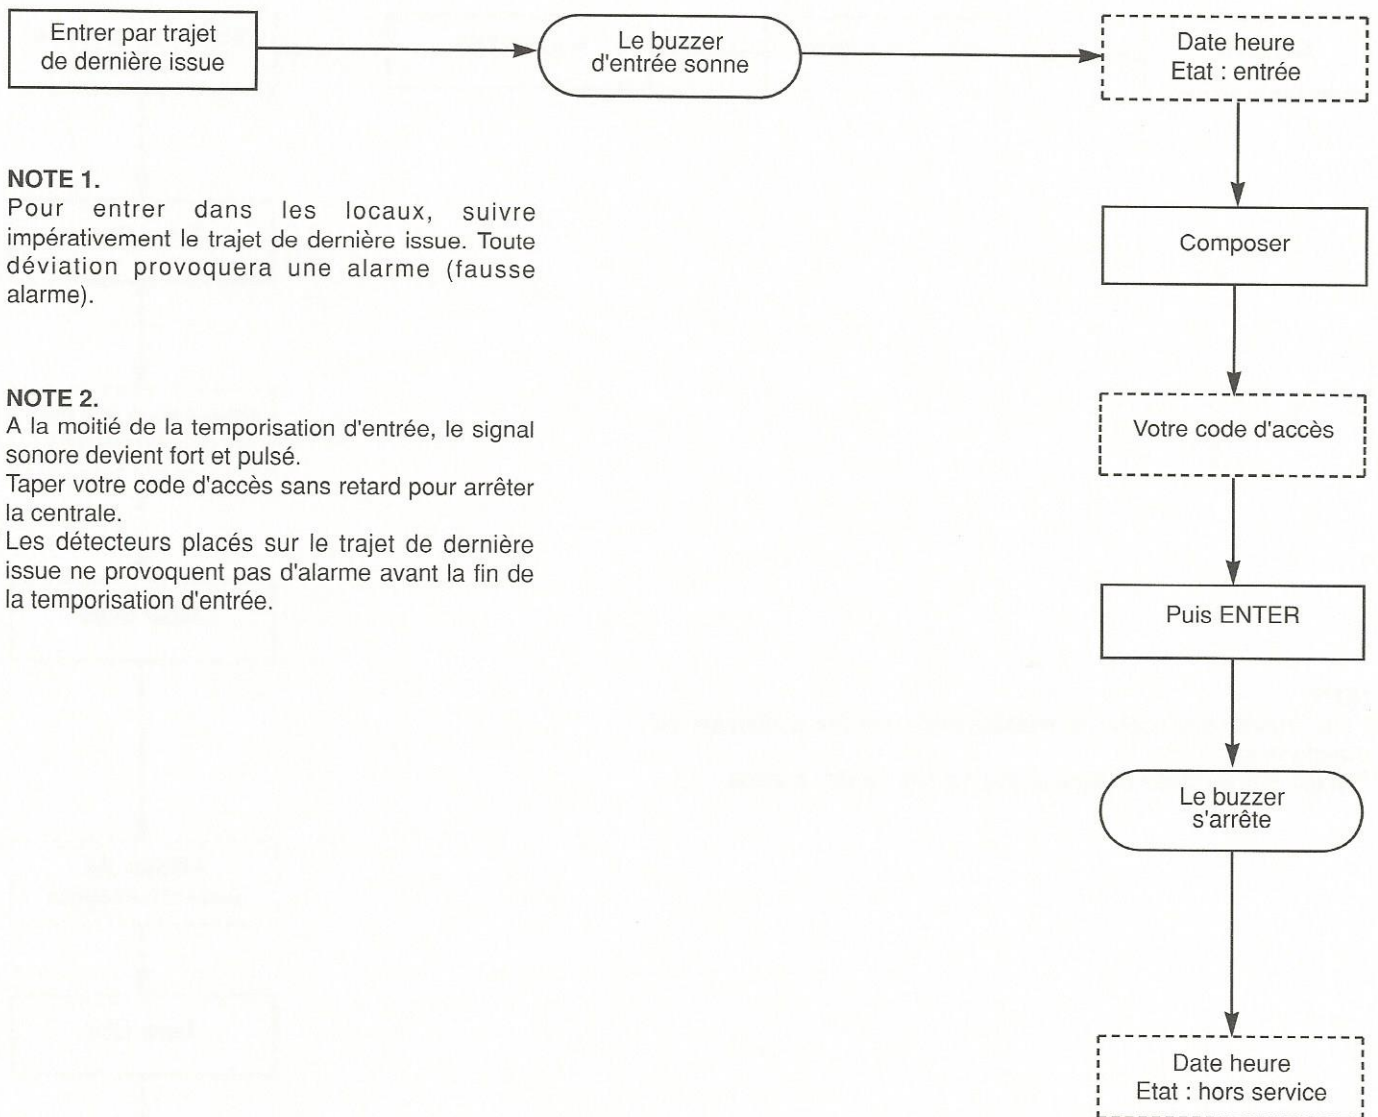 Entrer par trajet
de dernière issue
Le buzzer
d'entrée sonne
Date heure
Etat : entrée
NOTE 1.
Pour entrer dans les locaux, suivre
impérativement le trajet de dernière issue. Toute
déviation provoquera une alarme (fausse
alarme).
Composer
NOTE 2.
A la moitié de la temporisation d'entrée, le signal
sonore devient fort et pulsé.
Taper votre code d'accès sans retard pour arrêter
la centrale.
Les détecteurs placés sur le trajet de dernière
issue ne provoquent pas d'alarme avant la fin de
la temporisation d'entrée.
Votre code d'accès
Puis ENTER
Le buzzer
s'arrête
Date heure
Etat : hors service